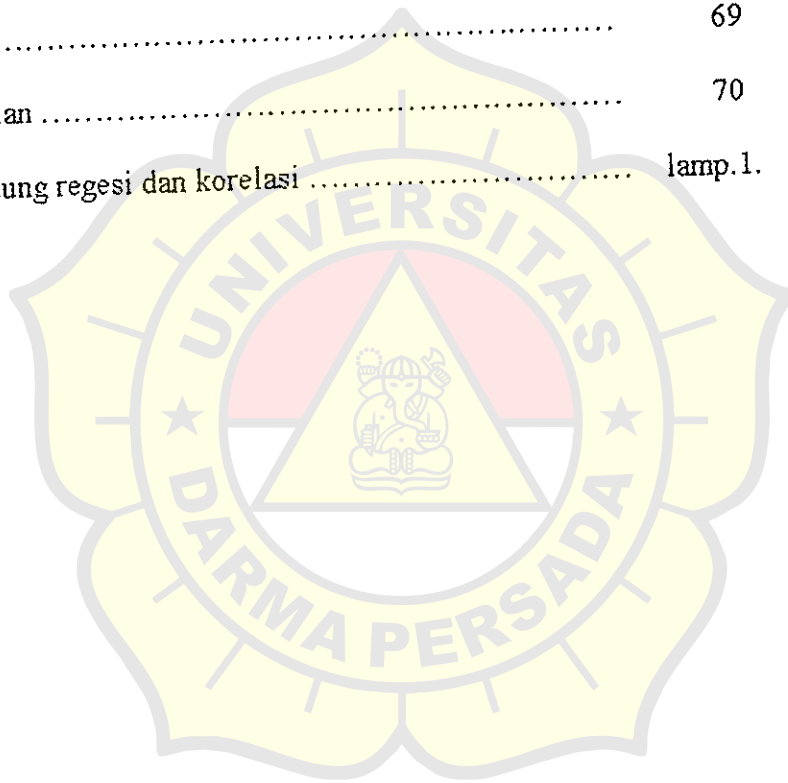 ........ 69
an ........ 70
ung regesi dan korelasi ........ lamp.1.
UNIVERSITAS
DARMA PERSADA